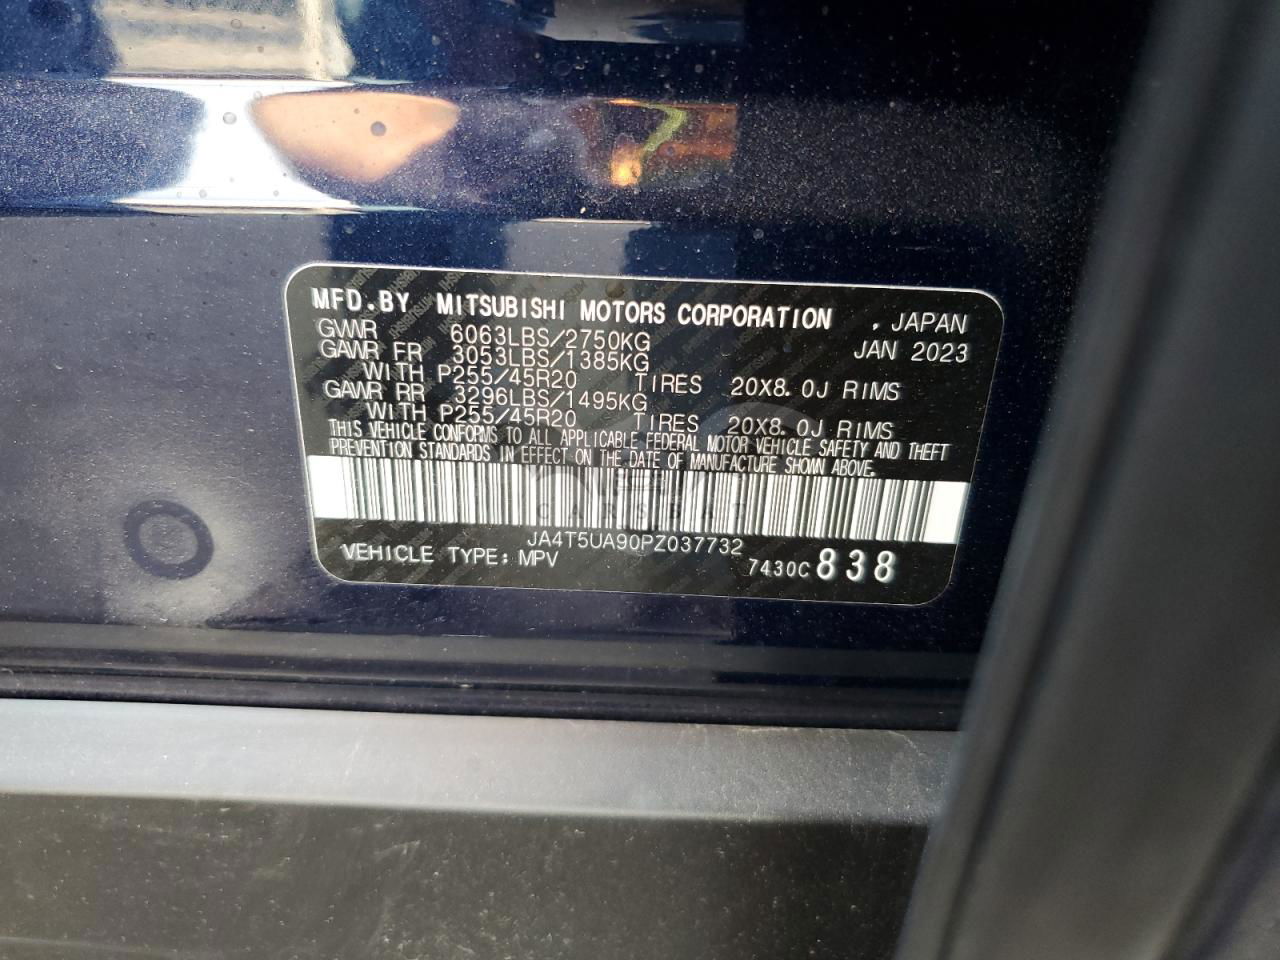 MFD.BY MITSUBISHI MOTORS CORPORATION , JAPAN
GVWR 6063LBS/2750KG JAN 2023
GAWR FR 3053LBS/1385KG
WITH P255/45R20 TIRES 20X8.0J RIMS
GAWR RR 3296LBS/1495KG
WITH P255/45R20 TIRES 20X8.0J RIMS
THIS VEHICLE CONFORMS TO ALL APPLICABLE FEDERAL MOTOR VEHICLE SAFETY AND THEFT
PREVENTION STANDARDS IN EFFECT ON THE DATE OF MANUFACTURE SHOWN ABOVE.
JA4T5UA90PZ037732
VEHICLE TYPE: MPV 7430C 838